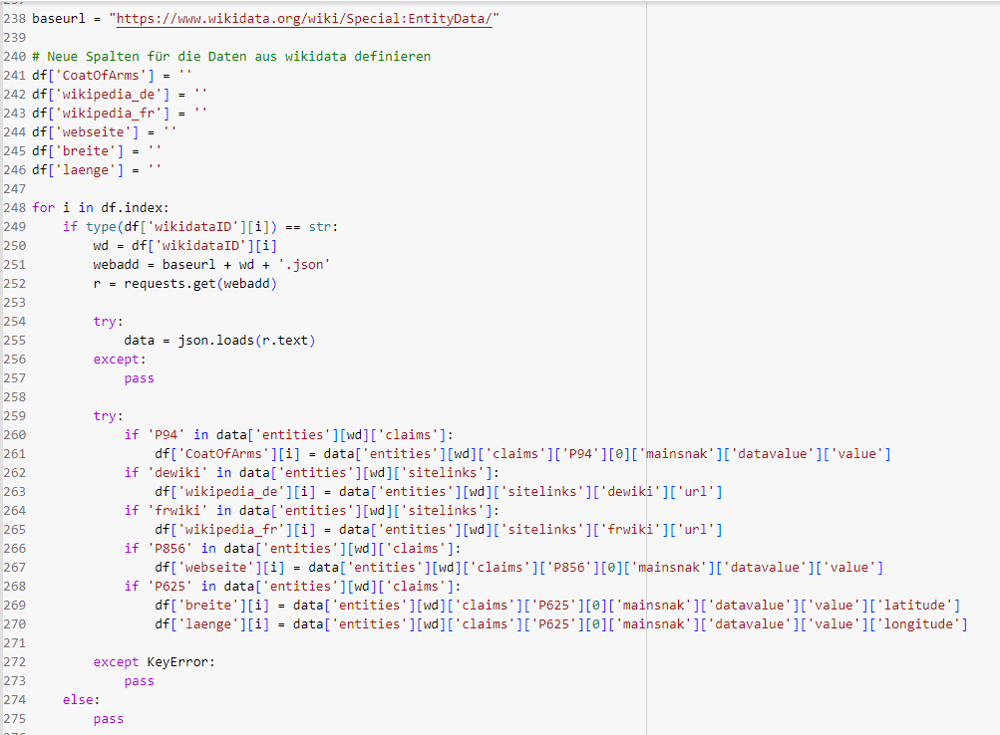 238 baseurl = "https://www.wikidata.org/wiki/Special:EntityData/"
239
240 # Neue Spalten für die Daten aus wikidata definieren
241 df['CoatOfArms'] = ''
242 df['wikipedia_de'] = ''
243 df['wikipedia_fr'] = ''
244 df['webseite'] = ''
245 df['breite'] = ''
246 df['laenge'] = ''
247
248 for i in df.index:
249     if type(df['wikidataID'][i]) == str:
250         wd = df['wikidataID'][i]
251         webadd = baseurl + wd + '.json'
252         r = requests.get(webadd)
253
254         try:
255             data = json.loads(r.text)
256         except:
257             pass
258
259         try:
260             if 'P94' in data['entities'][wd]['claims']:
261                 df['CoatOfArms'][i] = data['entities'][wd]['claims']['P94'][0]['mainsnak']['datavalue']['value']
262             if 'dewiki' in data['entities'][wd]['sitelinks']:
263                 df['wikipedia_de'][i] = data['entities'][wd]['sitelinks']['dewiki']['url']
264             if 'frwiki' in data['entities'][wd]['sitelinks']:
265                 df['wikipedia_fr'][i] = data['entities'][wd]['sitelinks']['frwiki']['url']
266             if 'P856' in data['entities'][wd]['claims']:
267                 df['webseite'][i] = data['entities'][wd]['claims']['P856'][0]['mainsnak']['datavalue']['value']
268             if 'P625' in data['entities'][wd]['claims']:
269                 df['breite'][i] = data['entities'][wd]['claims']['P625'][0]['mainsnak']['datavalue']['value']['latitude']
270                 df['laenge'][i] = data['entities'][wd]['claims']['P625'][0]['mainsnak']['datavalue']['value']['longitude']
271
272         except KeyError:
273             pass
274     else:
275         pass